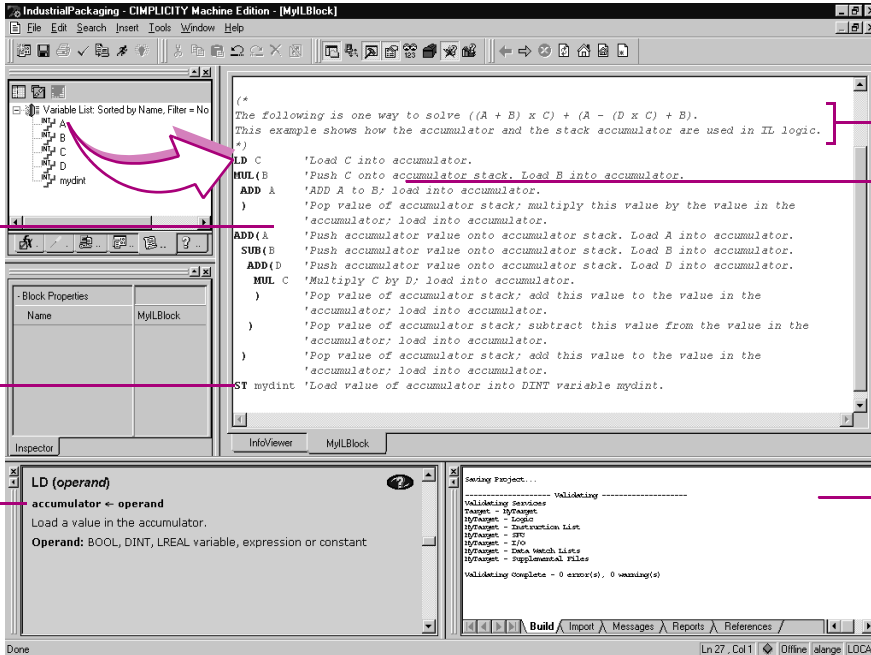 IndustrialPackaging - CIMPLICITY Machine Edition - [MyILBlock]
File Edit Search Insert Tools Window Help
Variable List: Sorted by Name, Filter = No
A
B
C
D
mydint
- Block Properties
Name MyILBlock
Inspector
(*
The following is one way to solve ((A + B) x C) + (A - (D x C) + B).
This example shows how the accumulator and the stack accumulator are used in IL logic.
*)
LD C 'Load C into accumulator.
MUL(B 'Push C onto accumulator stack. Load B into accumulator.
ADD A 'ADD A to B; load into accumulator.
) 'Pop value of accumulator stack; multiply this value by the value in the
'accumulator; load into accumulator.
ADD(A 'Push accumulator value onto accumulator stack. Load A into accumulator.
SUB(B 'Push accumulator value onto accumulator stack. Load B into accumulator.
ADD(D 'Push accumulator value onto accumulator stack. Load D into accumulator.
MUL C 'Multiply C by D; load into accumulator.
) 'Pop value of accumulator stack; add this value to the value in the
'accumulator; load into accumulator.
) 'Pop value of accumulator stack; subtract this value from the value in the
'accumulator; load into accumulator.
) 'Pop value of accumulator stack; add this value to the value in the
'accumulator; load into accumulator.
ST mydint 'Load value of accumulator into DINT variable mydint.
InfoViewer MyILBlock
LD (operand)
accumulator ← operand
Load a value in the accumulator.
Operand: BOOL, DINT, LREAL variable, expression or constant
Saving Project...
-------------------- Validating --------------------
Validating Services
Target - MyTarget
MyTarget - Logic
MyTarget - Instruction List
MyTarget - SFC
MyTarget - I/O
MyTarget - Data Watch Lists
MyTarget - Supplemental Files
Validating Complete - 0 error(s), 0 warning(s)
Build Import Messages Reports References
Done Ln 27, Col 1 Offline alange LOCA